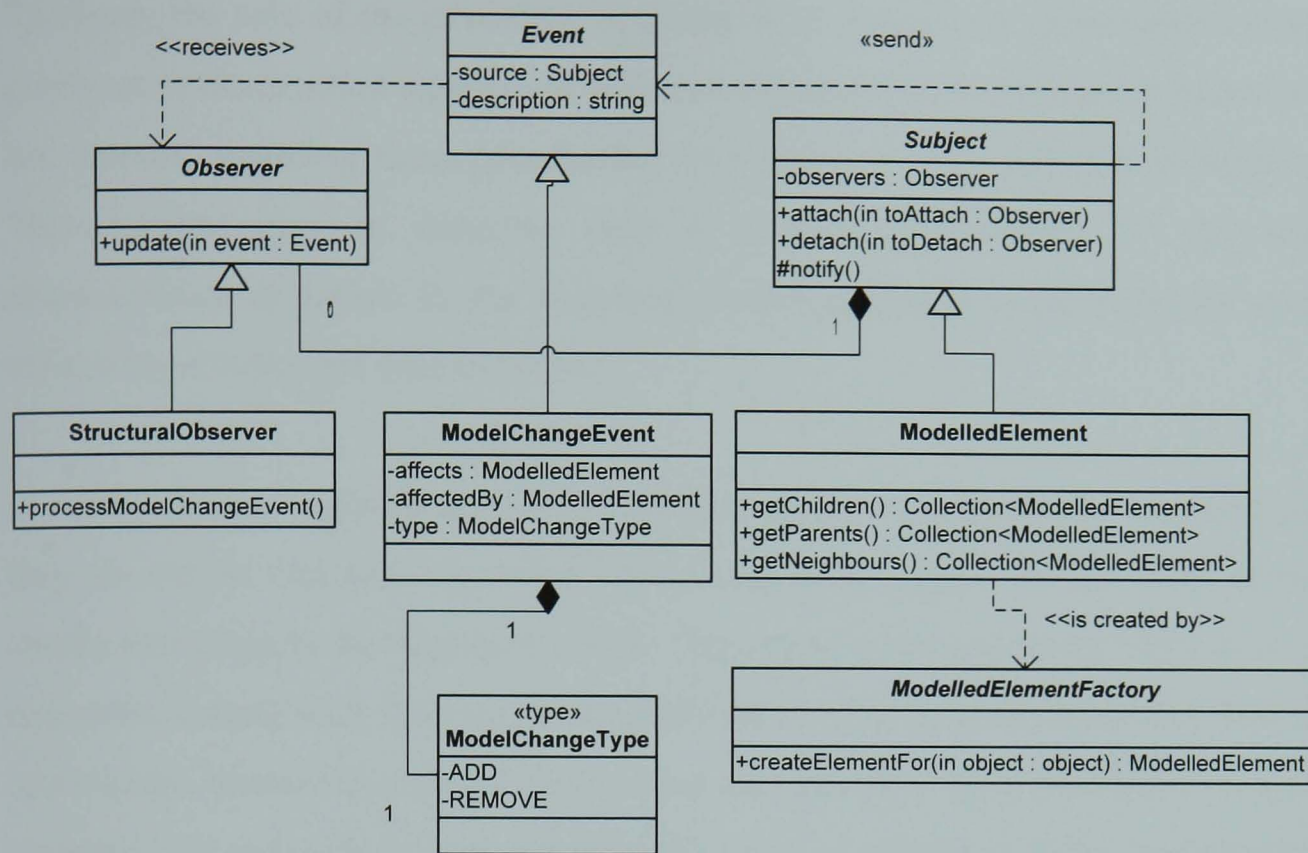 Event
-source : Subject
-description : string
<<receives>>
«send»
Observer
+update(in event : Event)
Subject
-observers : Observer
+attach(in toAttach : Observer)
+detach(in toDetach : Observer)
#notify()
1
StructuralObserver
+processModelChangeEvent()
ModelChangeEvent
-affects : ModelledElement
-affectedBy : ModelledElement
-type : ModelChangeType
1
ModelledElement
+getChildren() : Collection<ModelledElement>
+getParents() : Collection<ModelledElement>
+getNeighbours() : Collection<ModelledElement>
<<is created by>>
ModelledElementFactory
+createElementFor(in object : object) : ModelledElement
«type»
ModelChangeType
-ADD
-REMOVE
1